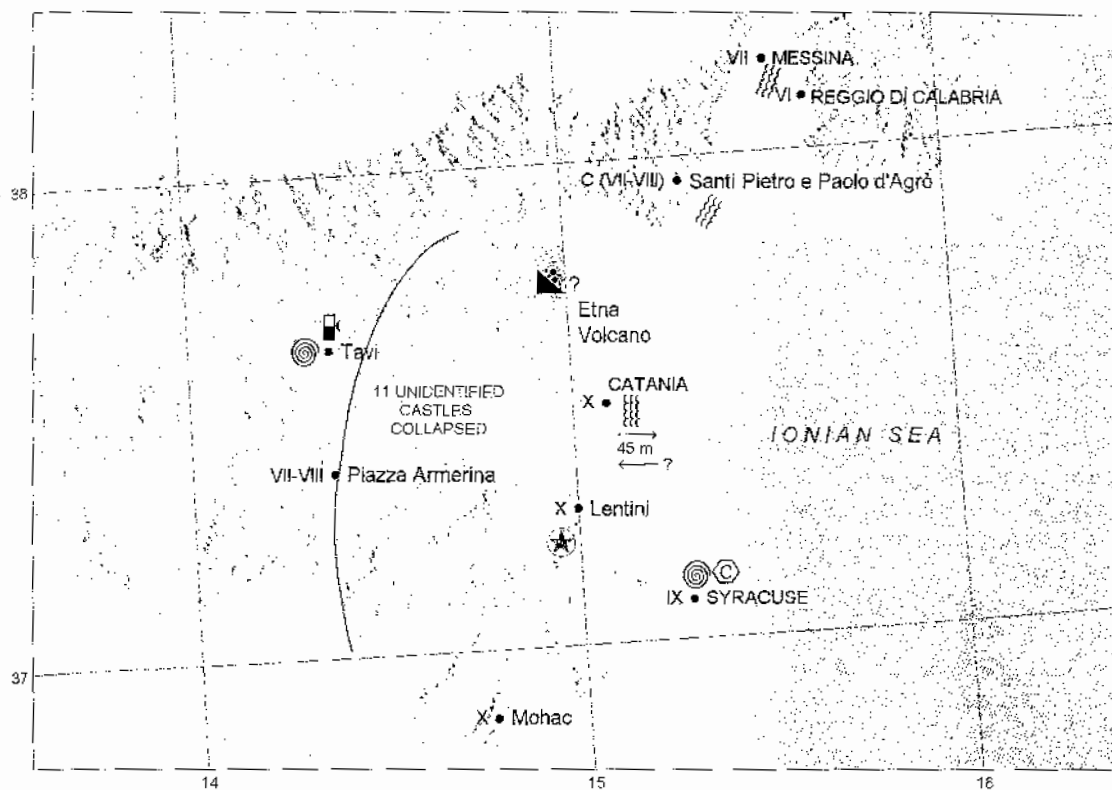 VII MESSINA
VI REGGIO DI CALABRIA
38
C (VII-VIII) Santi Pietro e Paolo d'Agrò
?
Etna
Volcano
Tavi
11 UNIDENTIFIED
CASTLES
COLLAPSED
CATANIA
X
45 m
?
IONIAN SEA
VII-VIII Piazza Armerina
X Lentini
C
IX SYRACUSE
37
X Mohac
14 15 16